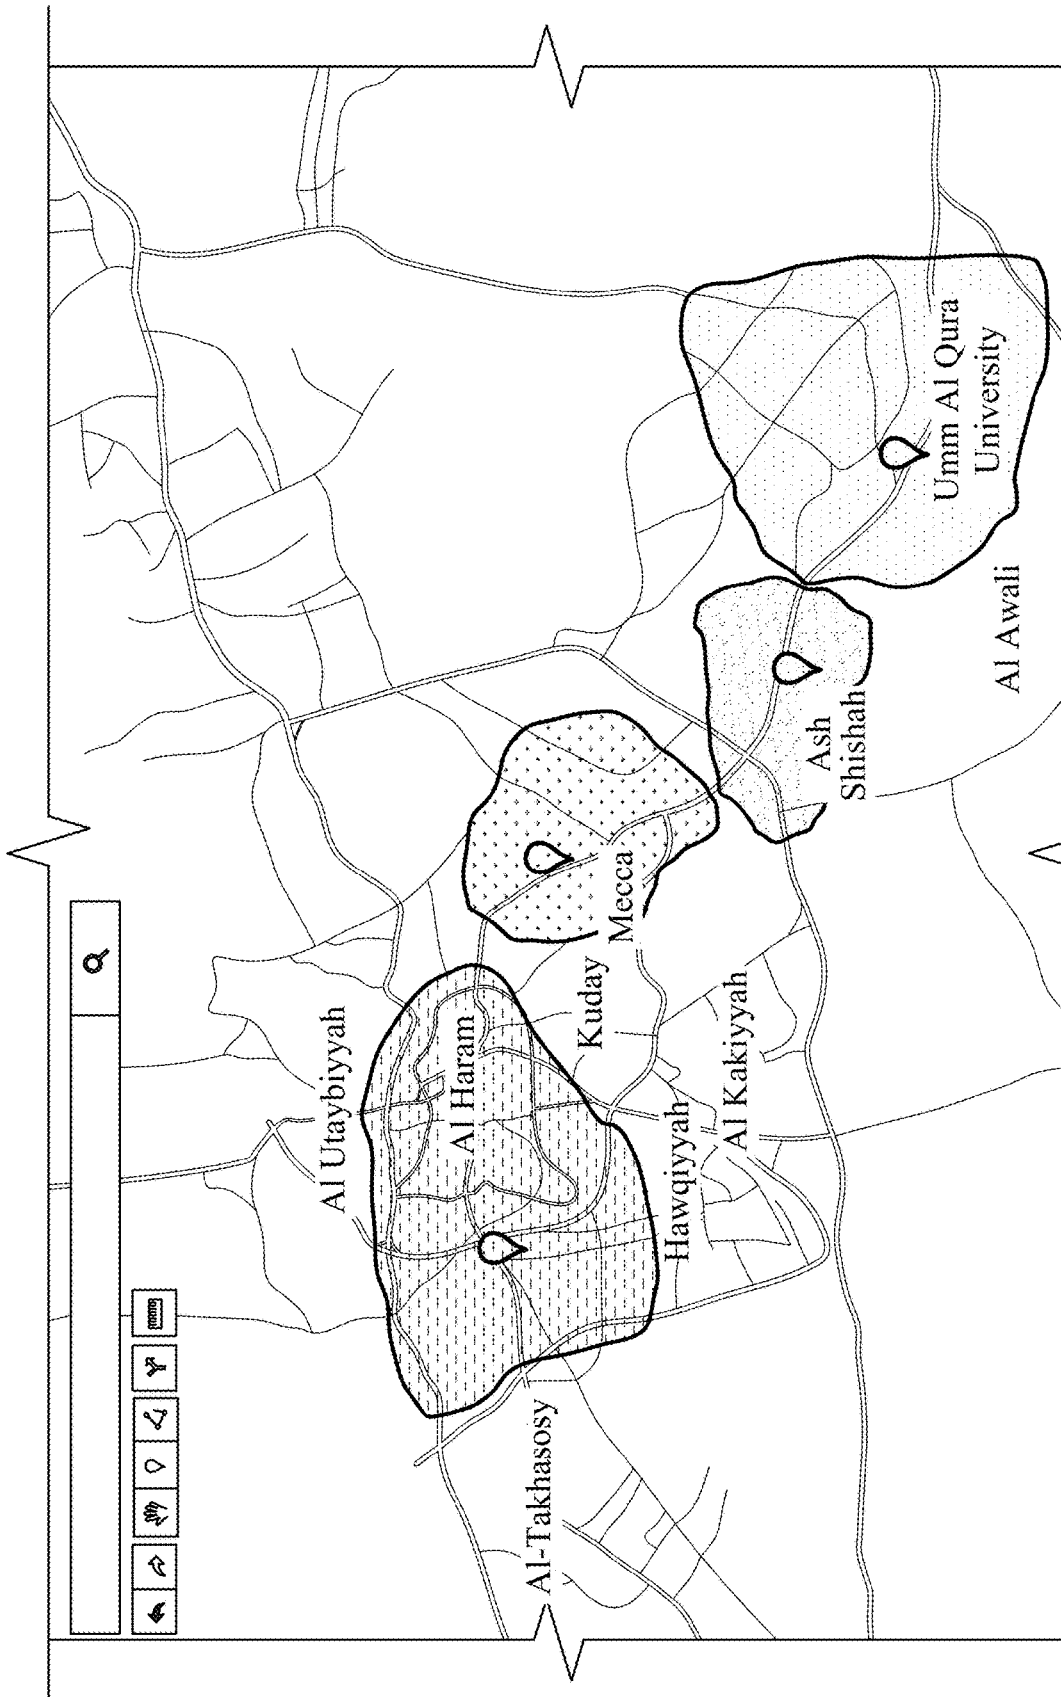 Al Utaybiyyah
Al Haram
Al-Takhasosy
Kuday
Mecca
Hawqiyyah
Al Kakiyyah
Ash
Shishah
Umm Al Qura
University
Al Awali